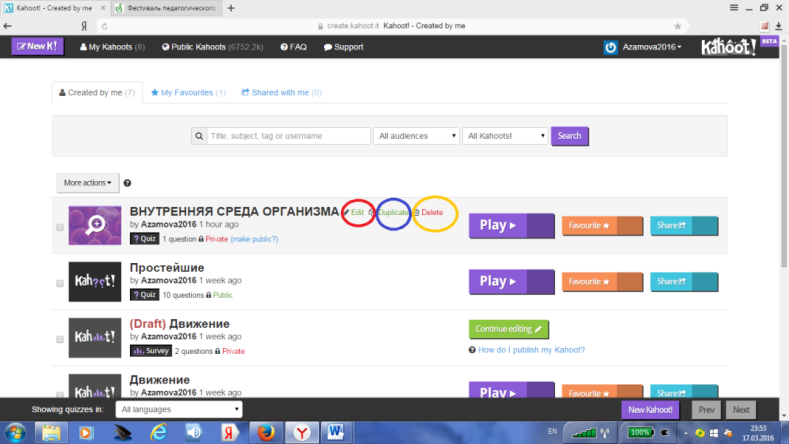 Kahoot! - Created by me
Фестиваль педагогического
create.kahoot.it Kahoot! - Created by me
New K!
My Kahoots (8)
Public Kahoots (6752.2k)
FAQ
Support
Azamova2016
Kahoot!
BETA
Created by me (7)
My Favourites (1)
Shared with me (0)
Title, subject, tag or username
All audiences
All Kahoots!
Search
More actions
ВНУТРЕННЯЯ СРЕДА ОРГАНИЗМА Edit Duplicate Delete
by Azamova2016 1 hour ago
? Quiz 1 question Private (make public?)
Play
Favourite
Share
Kah??t!
Простейшие
by Azamova2016 1 week ago
? Quiz 10 questions Public
Play
Favourite
Share
Kah t!
(Draft) Движение
by Azamova2016 1 week ago
Survey 2 questions Private
Continue editing
How do I publish my Kahoot?
Kah t!
Движение
by Azamova2016 1 week ago
Play
Favourite
Share
Showing quizzes in:
All languages
New Kahoot!
Prev
Next
EN
100%
23:53
17.03.2016